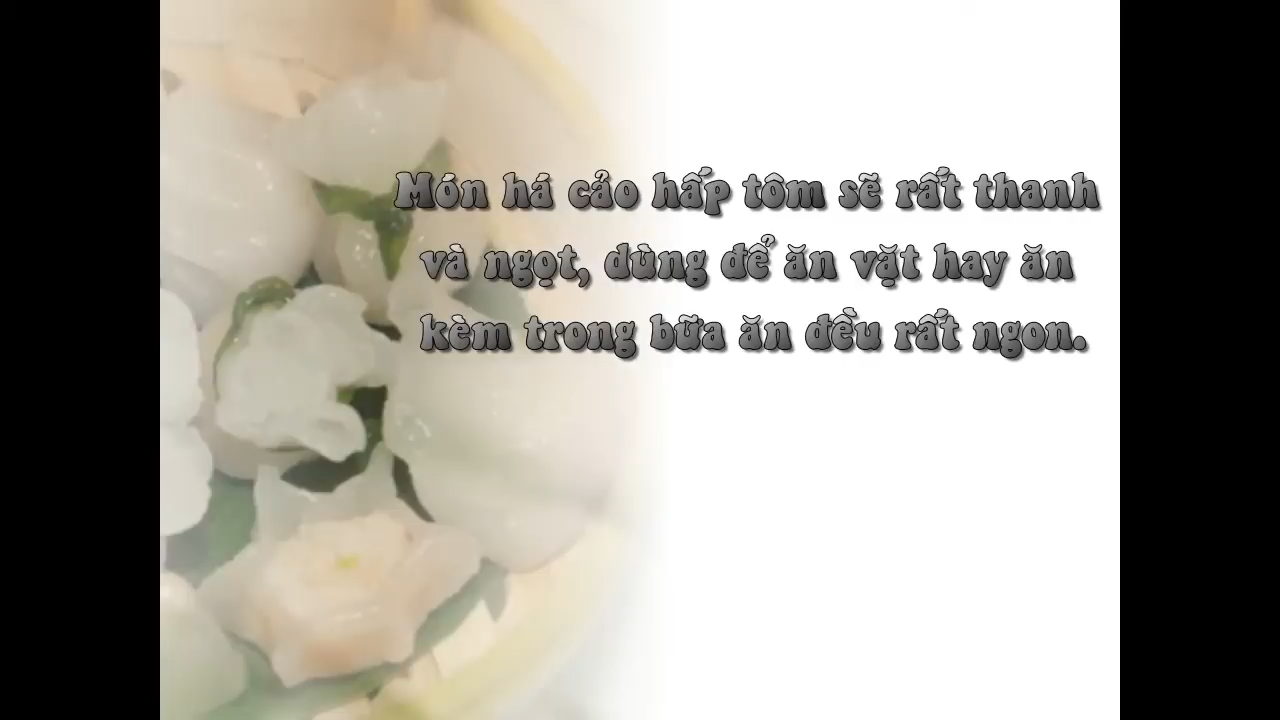 Món há cảo hấp tôm sẽ rất thanh
và ngọt, dùng để ăn vặt hay ăn
kèm trong bữa ăn đều rất ngon.